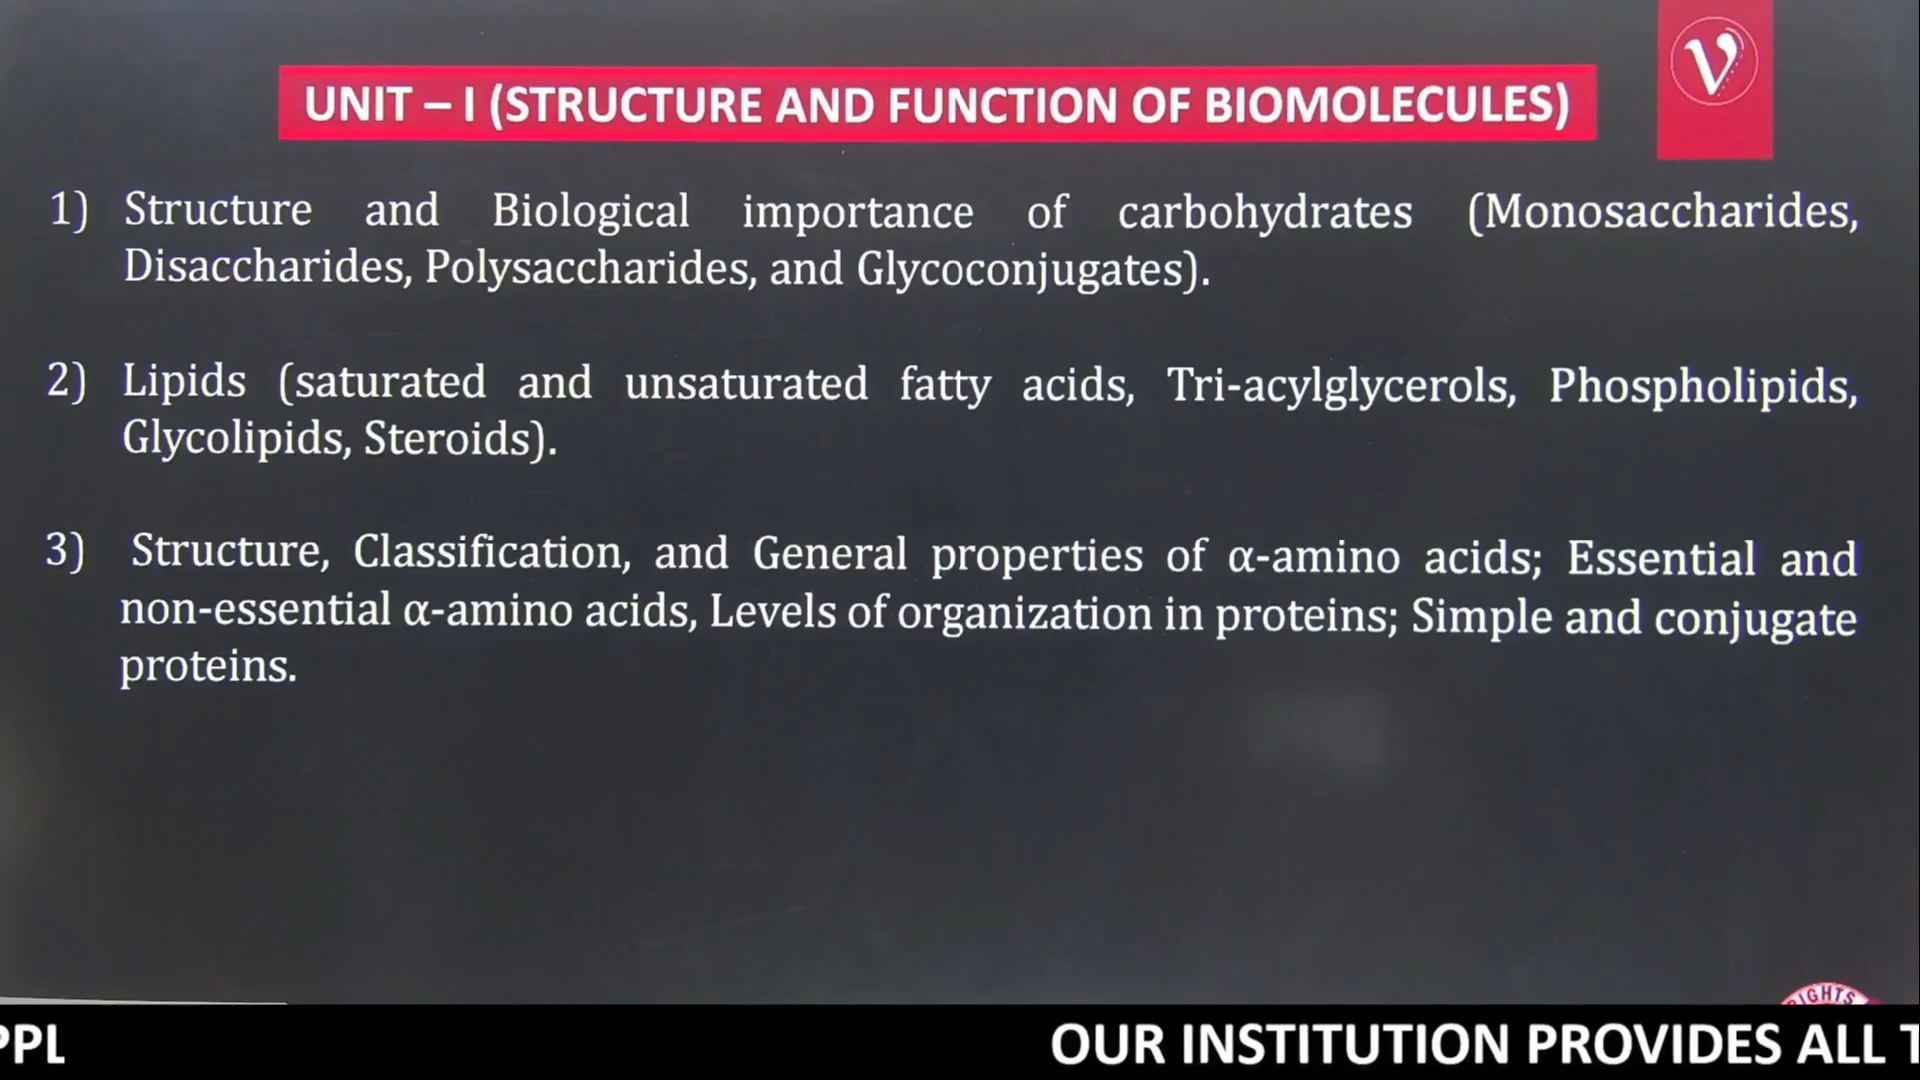 UNIT – I (STRUCTURE AND FUNCTION OF BIOMOLECULES)
1) Structure and Biological importance of carbohydrates (Monosaccharides,
Disaccharides, Polysaccharides, and Glycoconjugates).
2) Lipids (saturated and unsaturated fatty acids, Tri-acylglycerols, Phospholipids,
Glycolipids, Steroids).
3) Structure, Classification, and General properties of α-amino acids; Essential and
non-essential α-amino acids, Levels of organization in proteins; Simple and conjugate
proteins.
PPL OUR INSTITUTION PROVIDES ALL